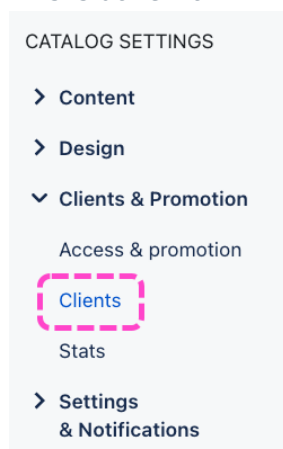 CATALOG SETTINGS
Content
Design
Clients & Promotion
Access & promotion
Clients
Stats
Settings
& Notifications